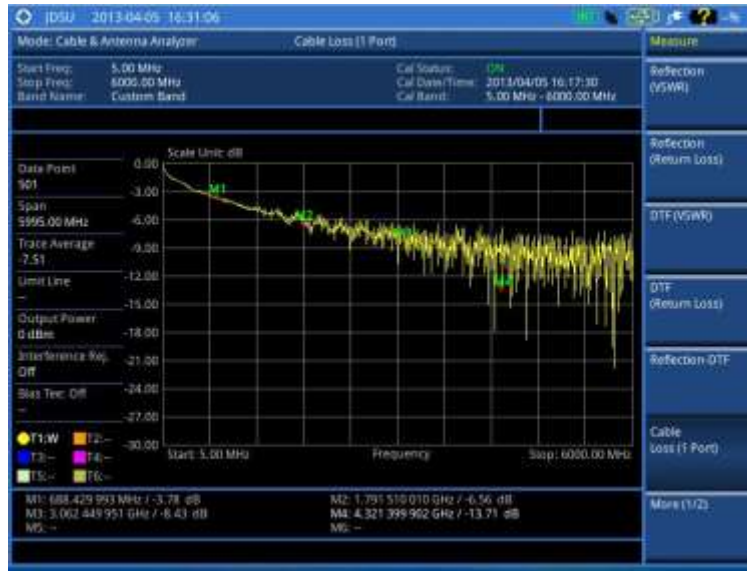 JDSU 2013-04-05 16:31:06
Mode: Cable & Antenna Analyzer Cable Loss (1 Port)
Measure
Start Freq: 5.00 MHz
Stop Freq: 6000.00 MHz
Band Name: Custom Band
Cal Status: ON
Cal Date/Time: 2013/04/05 16:17:30
Cal Band: 5.00 MHz - 6000.00 MHz
Reflection
(VSWR)
Reflection
(Return Loss)
DTF (VSWR)
DTF
(Return Loss)
Reflection-DTF
Cable
Loss (1 Port)
More (1/2)
Data Point
501
Span
5995.00 MHz
Trace Average
-7.51
Limit Line
--
Output Power
0 dBm
Interference Rej.
Off
Bias Tee: Off
--
T1:W T2:--
T3:-- T4:--
T5:-- T6:--
Scale Unit: dB
0.00
-3.00
-6.00
-9.00
-12.00
-15.00
-18.00
-21.00
-24.00
-27.00
-30.00
M1
M2
M3
M4
Start: 5.00 MHz Frequency Stop: 6000.00 MHz
M1: 688.429 993 MHz / -3.78 dB M2: 1.791 510 010 GHz / -6.56 dB
M3: 3.062 449 951 GHz / -8.43 dB M4: 4.321 399 902 GHz / -13.71 dB
M5: -- M6: --